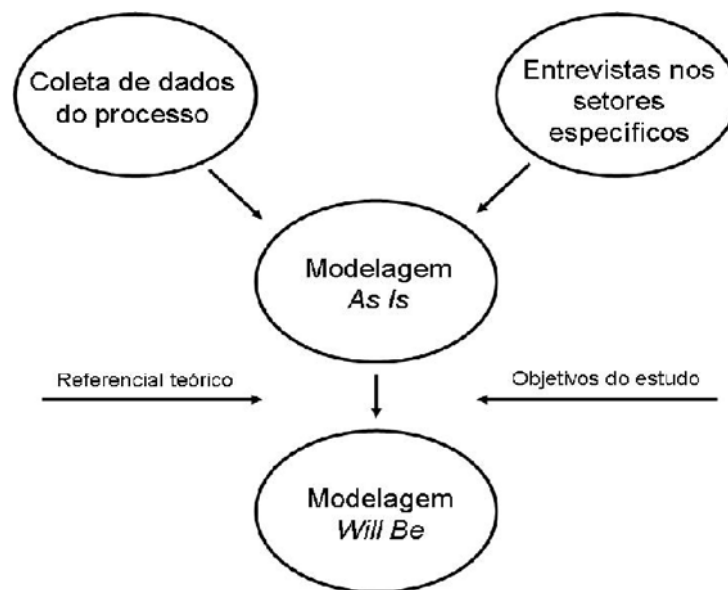 Coleta de dados
do processo
Entrevistas nos
setores
específicos
Modelagem
As Is
Referencial teórico
Objetivos do estudo
Modelagem
Will Be